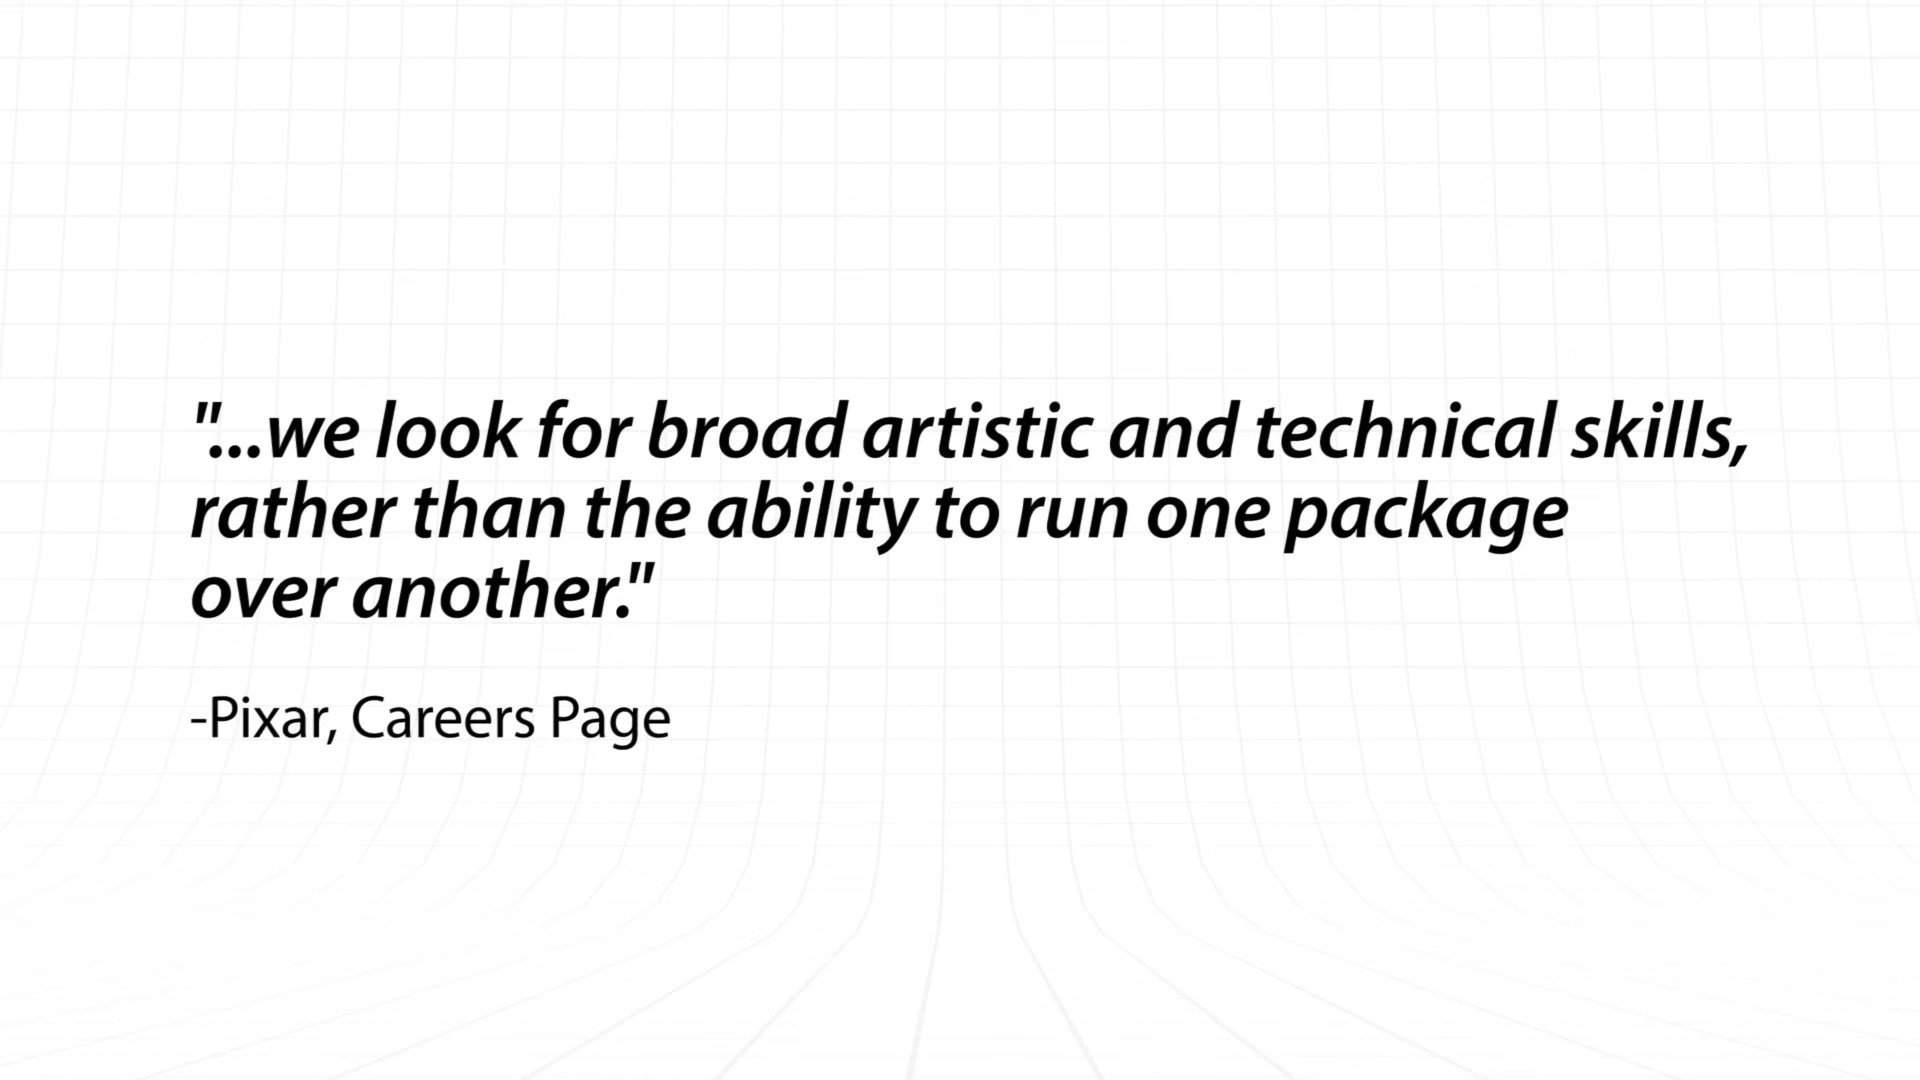 "...we look for broad artistic and technical skills,
rather than the ability to run one package
over another."
-Pixar, Careers Page